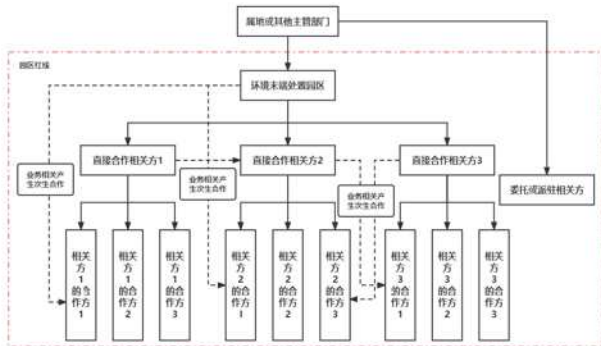 属地或其他主管部门
园区红线
环境末端处置园区
直接合作相关方1
直接合作相关方2
直接合作相关方3
业务相关产
生次生合作
业务相关产
生次生合作
业务相关产
生次生合作
委托或派驻相关方
相关方1的合作方1
相关方1的合作方2
相关方1的合作方3
相关方2的合作方1
相关方2的合作方2
相关方2的合作方3
相关方3的合作方1
相关方3的合作方2
相关方3的合作方3